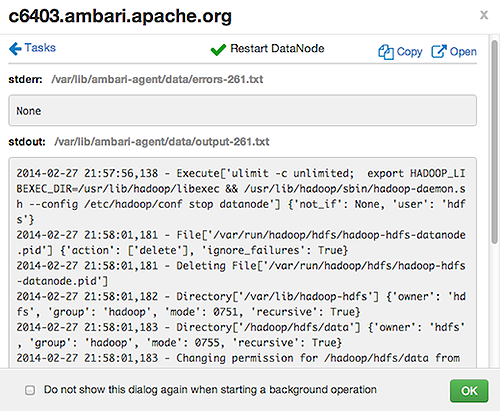 c6403.ambari.apache.org x
Tasks Restart DataNode Copy Open
stderr: /var/lib/ambari-agent/data/errors-261.txt
None
stdout: /var/lib/ambari-agent/data/output-261.txt
2014-02-27 21:57:56,138 - Execute['ulimit -c unlimited;  export HADOOP_LI
BEXEC_DIR=/usr/lib/hadoop/libexec && /usr/lib/hadoop/sbin/hadoop-daemon.s
h --config /etc/hadoop/conf stop datanode'] {'not_if': None, 'user': 'hdf
s'}
2014-02-27 21:58:01,181 - File['/var/run/hadoop/hdfs/hadoop-hdfs-datanode
.pid'] {'action': ['delete'], 'ignore_failures': True}
2014-02-27 21:58:01,181 - Deleting File['/var/run/hadoop/hdfs/hadoop-hdfs
-datanode.pid']
2014-02-27 21:58:01,182 - Directory['/var/lib/hadoop-hdfs'] {'owner': 'hd
fs', 'group': 'hadoop', 'mode': 0751, 'recursive': True}
2014-02-27 21:58:01,183 - Directory['/hadoop/hdfs/data'] {'owner': 'hdfs'
, 'group': 'hadoop', 'mode': 0755, 'recursive': True}
2014-02-27 21:58:01,183 - Changing permission for /hadoop/hdfs/data from
Do not show this dialog again when starting a background operation
OK